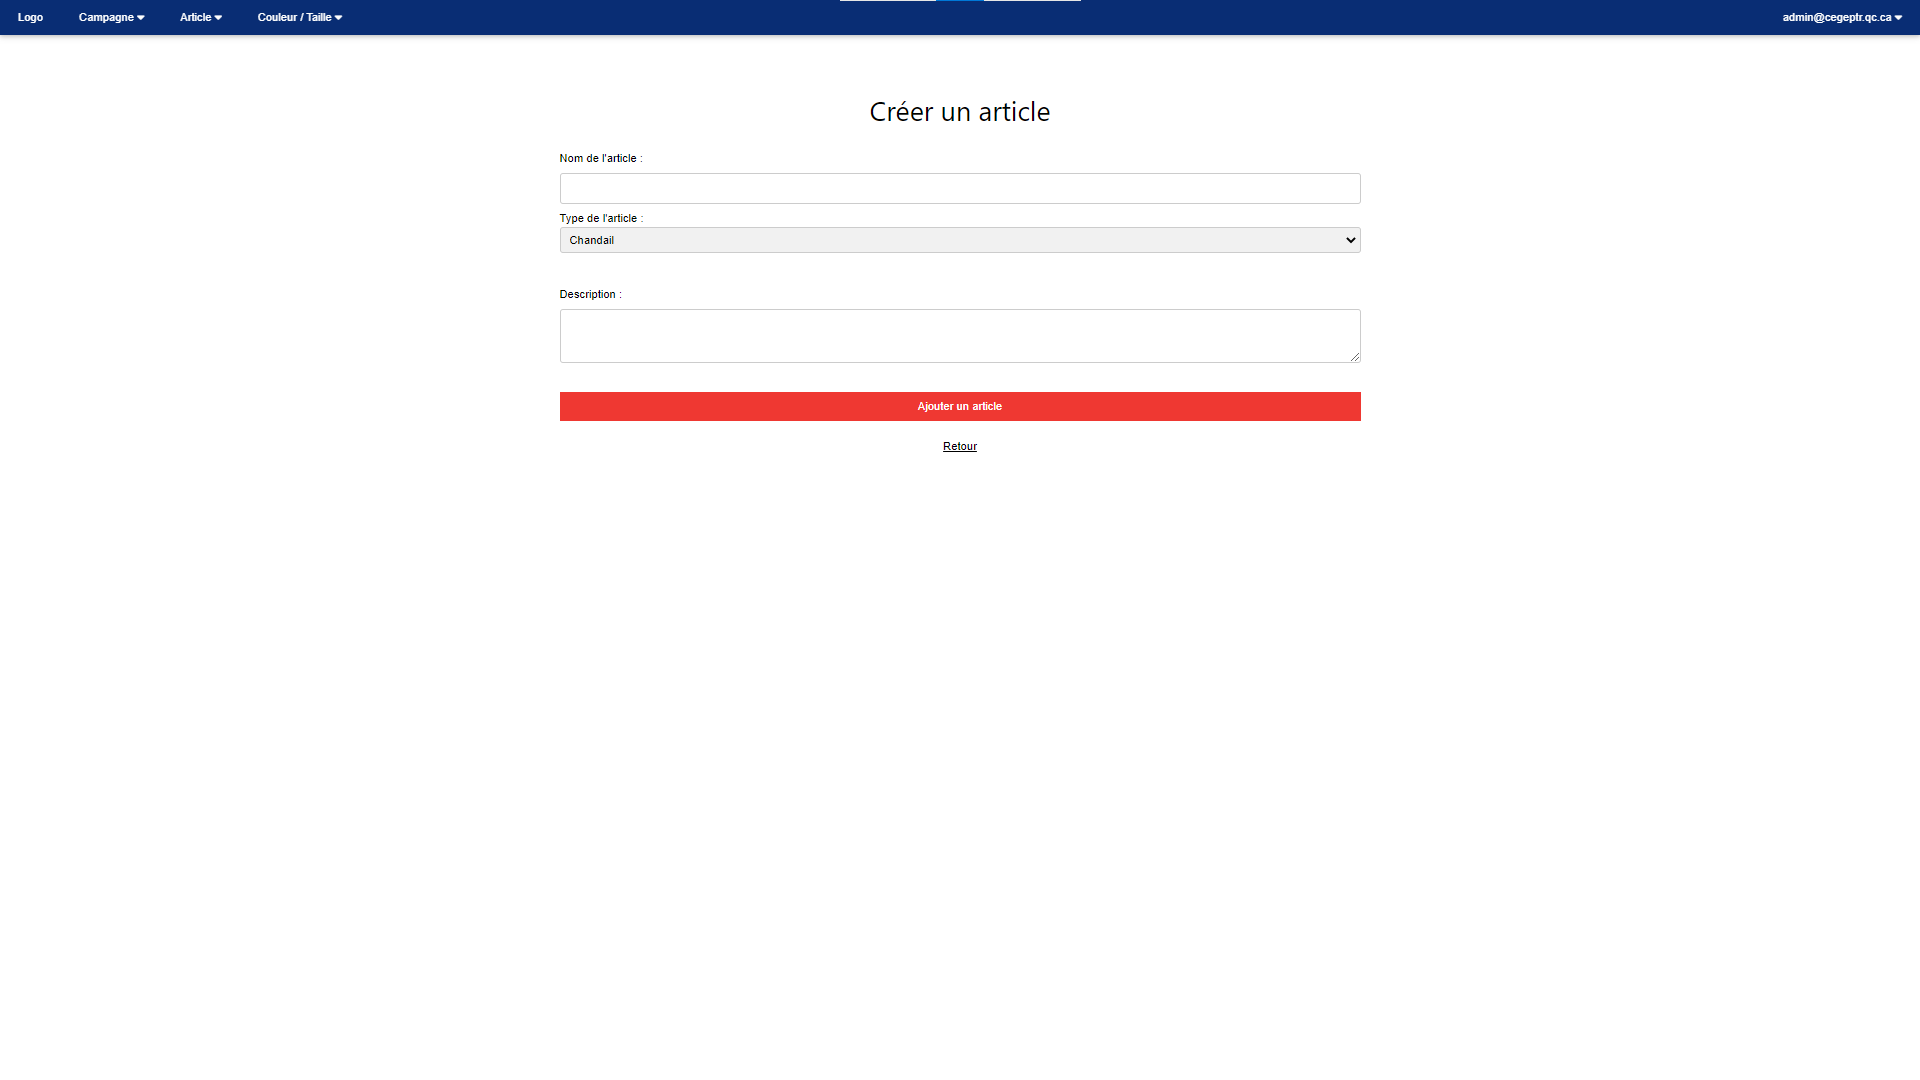 Logo
Campagne
Article
Couleur / Taille
admin@cegeptr.qc.ca
Créer un article
Nom de l'article :
Type de l'article :
Chandail
Description :
Ajouter un article
Retour